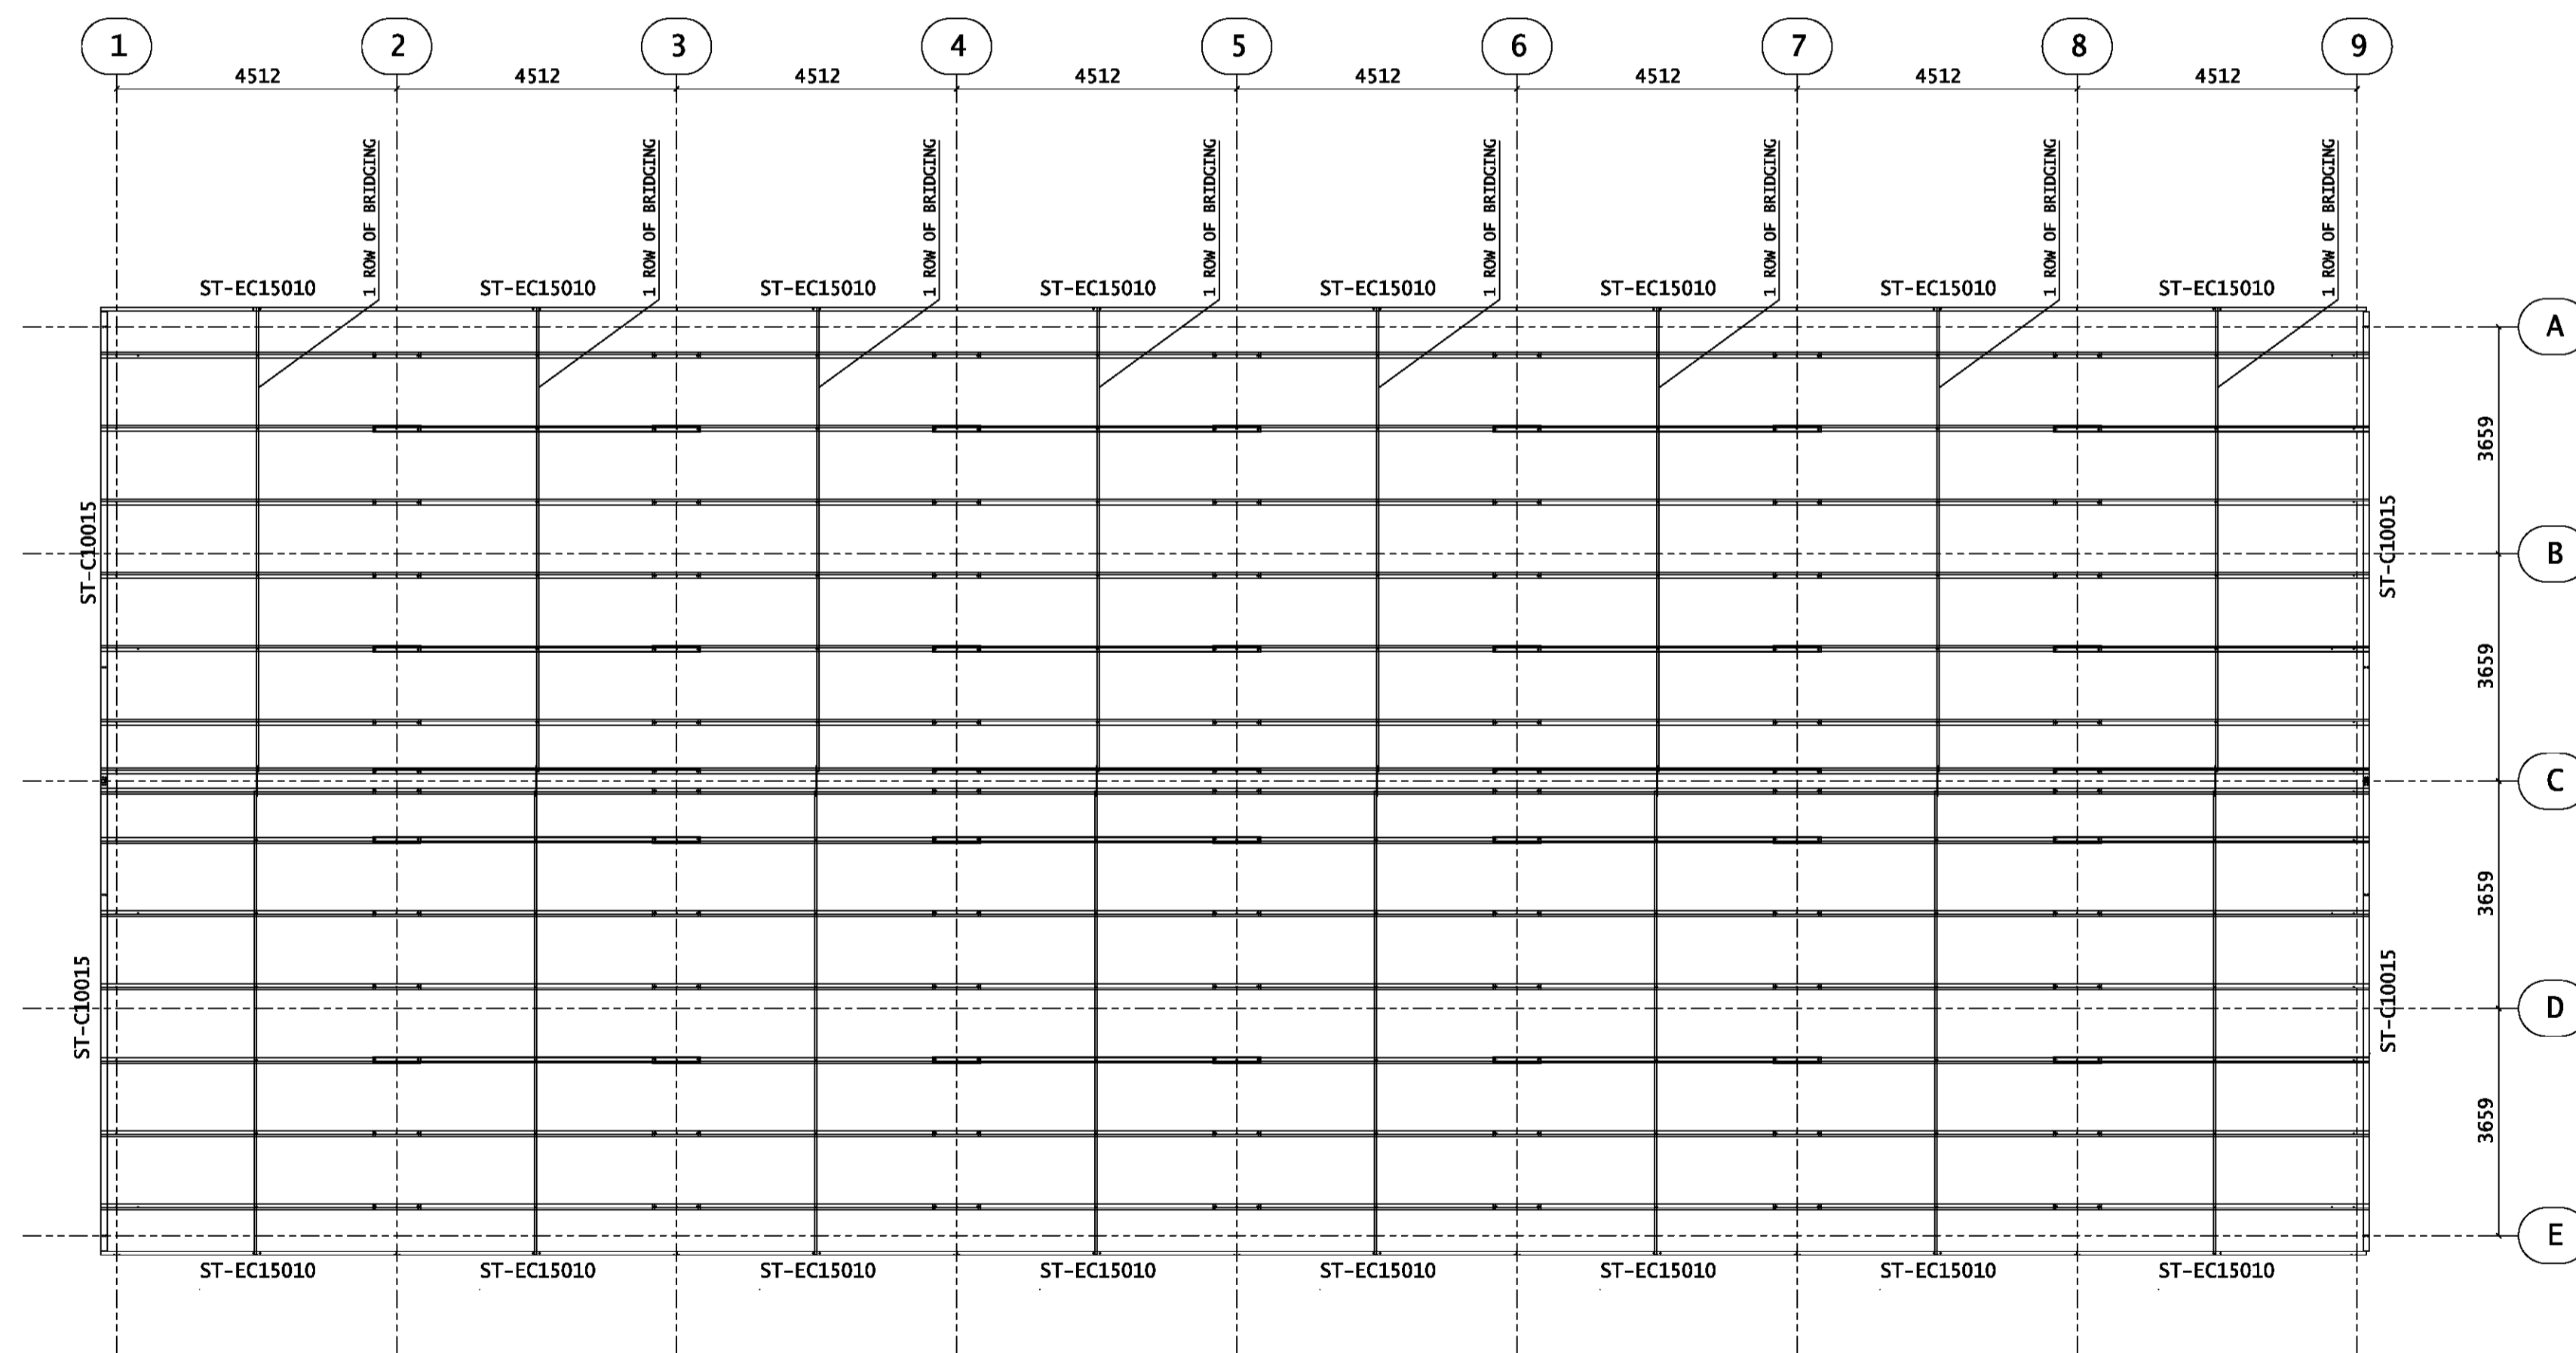 1 2 3 4 5 6 7 8 9
4512 4512 4512 4512 4512 4512 4512 4512
1 ROW OF BRIDGING
1 ROW OF BRIDGING
1 ROW OF BRIDGING
1 ROW OF BRIDGING
1 ROW OF BRIDGING
1 ROW OF BRIDGING
1 ROW OF BRIDGING
1 ROW OF BRIDGING
ST-EC15010 ST-EC15010 ST-EC15010 ST-EC15010 ST-EC15010 ST-EC15010 ST-EC15010 ST-EC15010
A
3659
ST-C10015
ST-C10015
B
3659
C
3659
ST-C10015
ST-C10015
D
3659
E
ST-EC15010 ST-EC15010 ST-EC15010 ST-EC15010 ST-EC15010 ST-EC15010 ST-EC15010 ST-EC15010